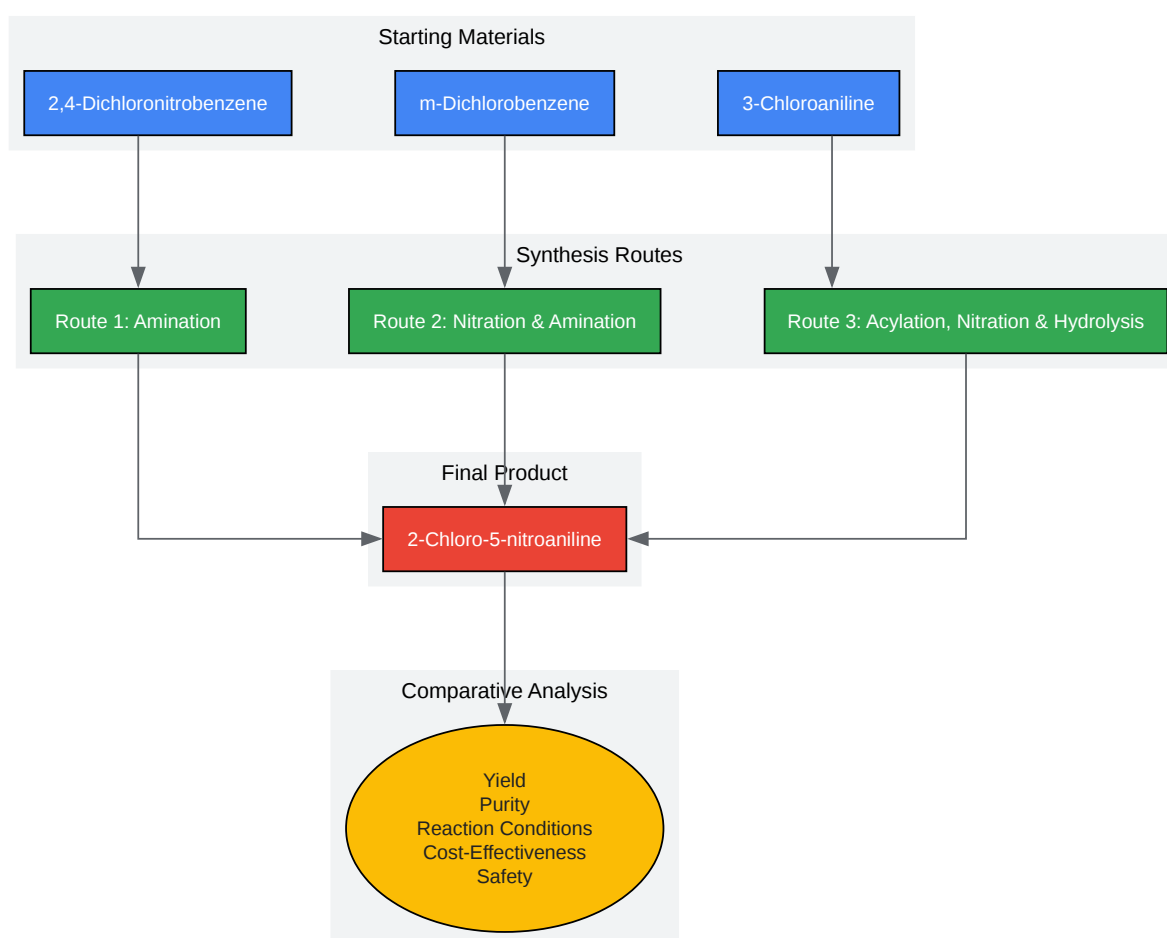 Starting Materials
2,4-Dichloronitrobenzene
m-Dichlorobenzene
3-Chloroaniline
Synthesis Routes
Route 1: Amination
Route 2: Nitration & Amination
Route 3: Acylation, Nitration & Hydrolysis
Final Product
2-Chloro-5-nitroaniline
Comparative Analysis
Yield
Purity
Reaction Conditions
Cost-Effectiveness
Safety